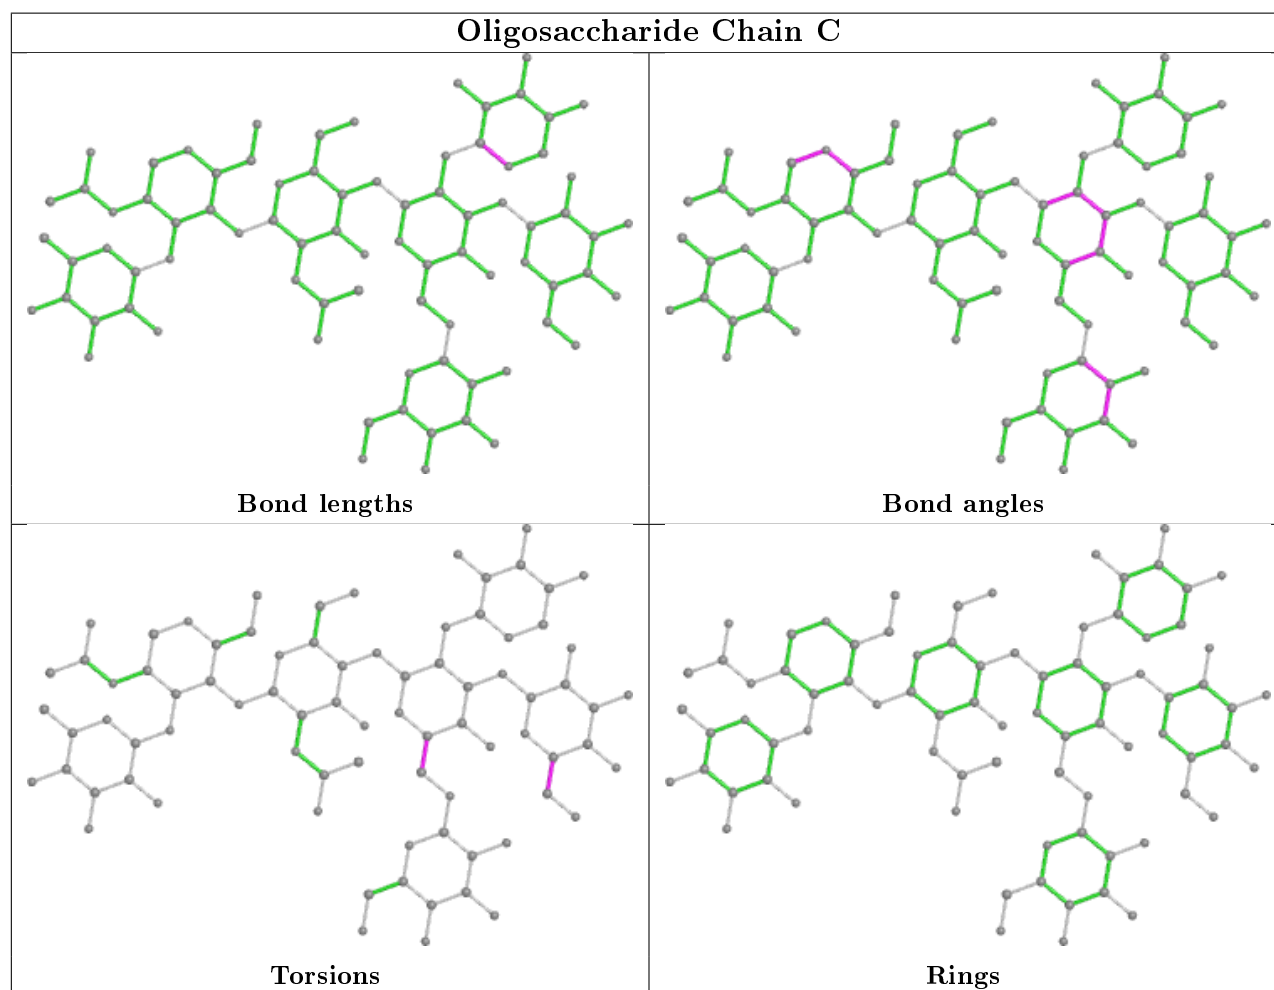 Oligosaccharide Chain C
Bond lengths
Bond angles
Torsions
Rings